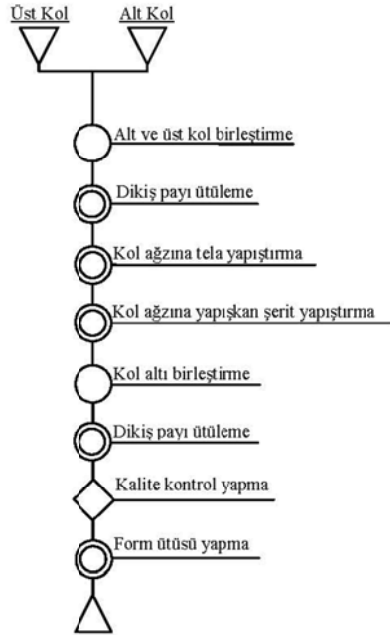 Üst Kol
Alt Kol
Alt ve üst kol birleştirme
Dikiş payı ütüleme
Kol ağzına tela yapıştırma
Kol ağzına yapışkan şerit yapıştırma
Kol altı birleştirme
Dikiş payı ütüleme
Kalite kontrol yapma
Form ütüsü yapma